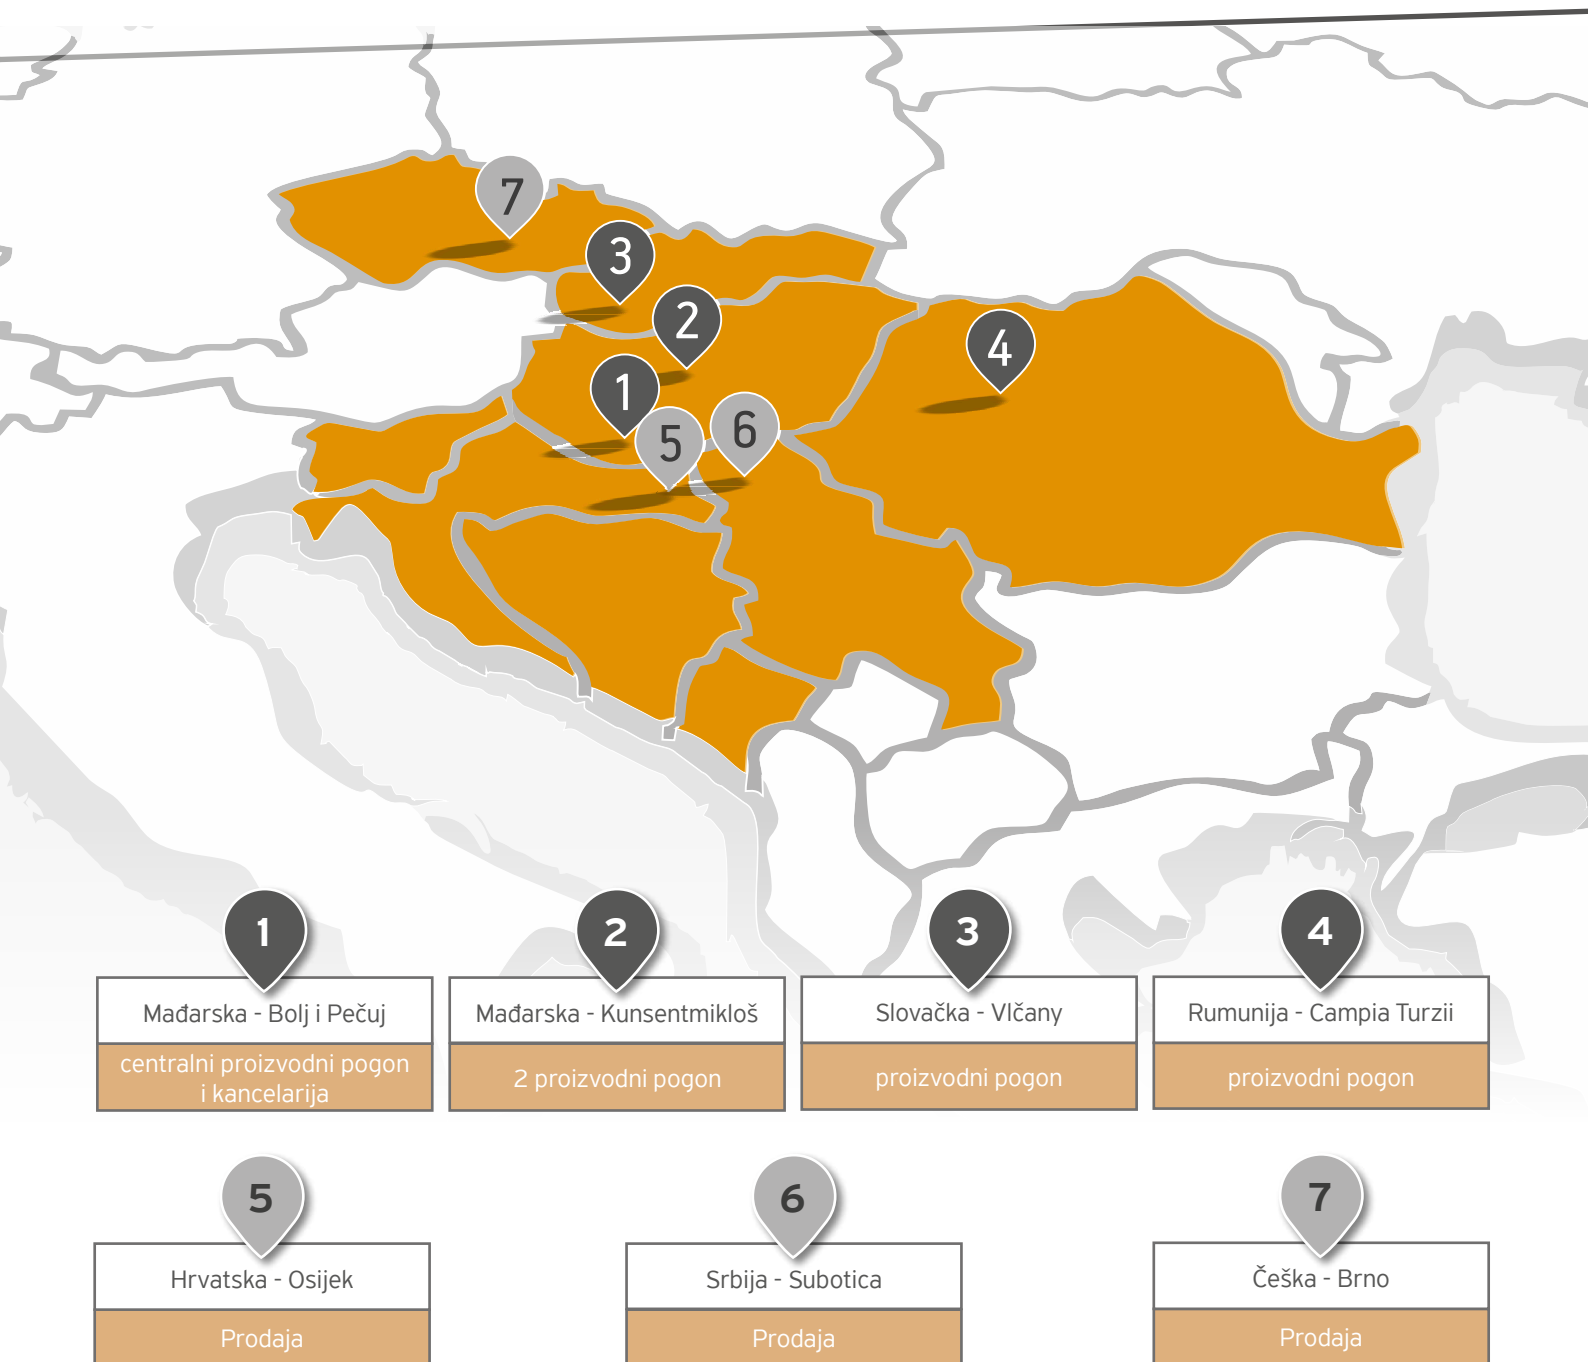 7
3
2
4
1
5
6
1
2
3
4
Mađarska - Bolj i Pečuj
Mađarska - Kunsentmikloš
Slovačka - Vlčany
Rumunija - Campia Turzii
centralni proizvodni pogon
i kancelarija
2 proizvodni pogon
proizvodni pogon
proizvodni pogon
5
6
7
Hrvatska - Osijek
Srbija - Subotica
Češka - Brno
Prodaja
Prodaja
Prodaja